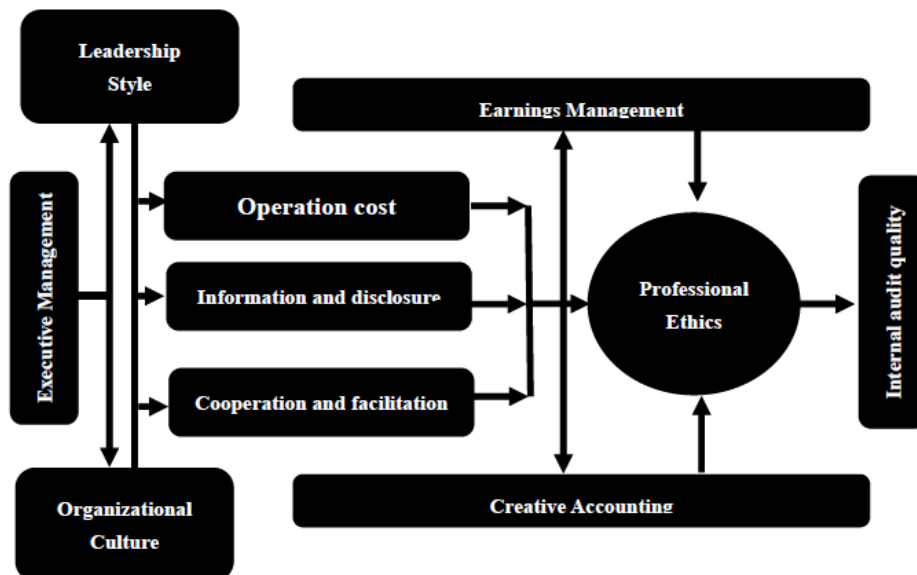 Leadership
Style
Earnings Management
Executive Management
Operation cost
Information and disclosure
Cooperation and facilitation
Professional
Ethics
Internal audit quality
Organizational
Culture
Creative Accounting